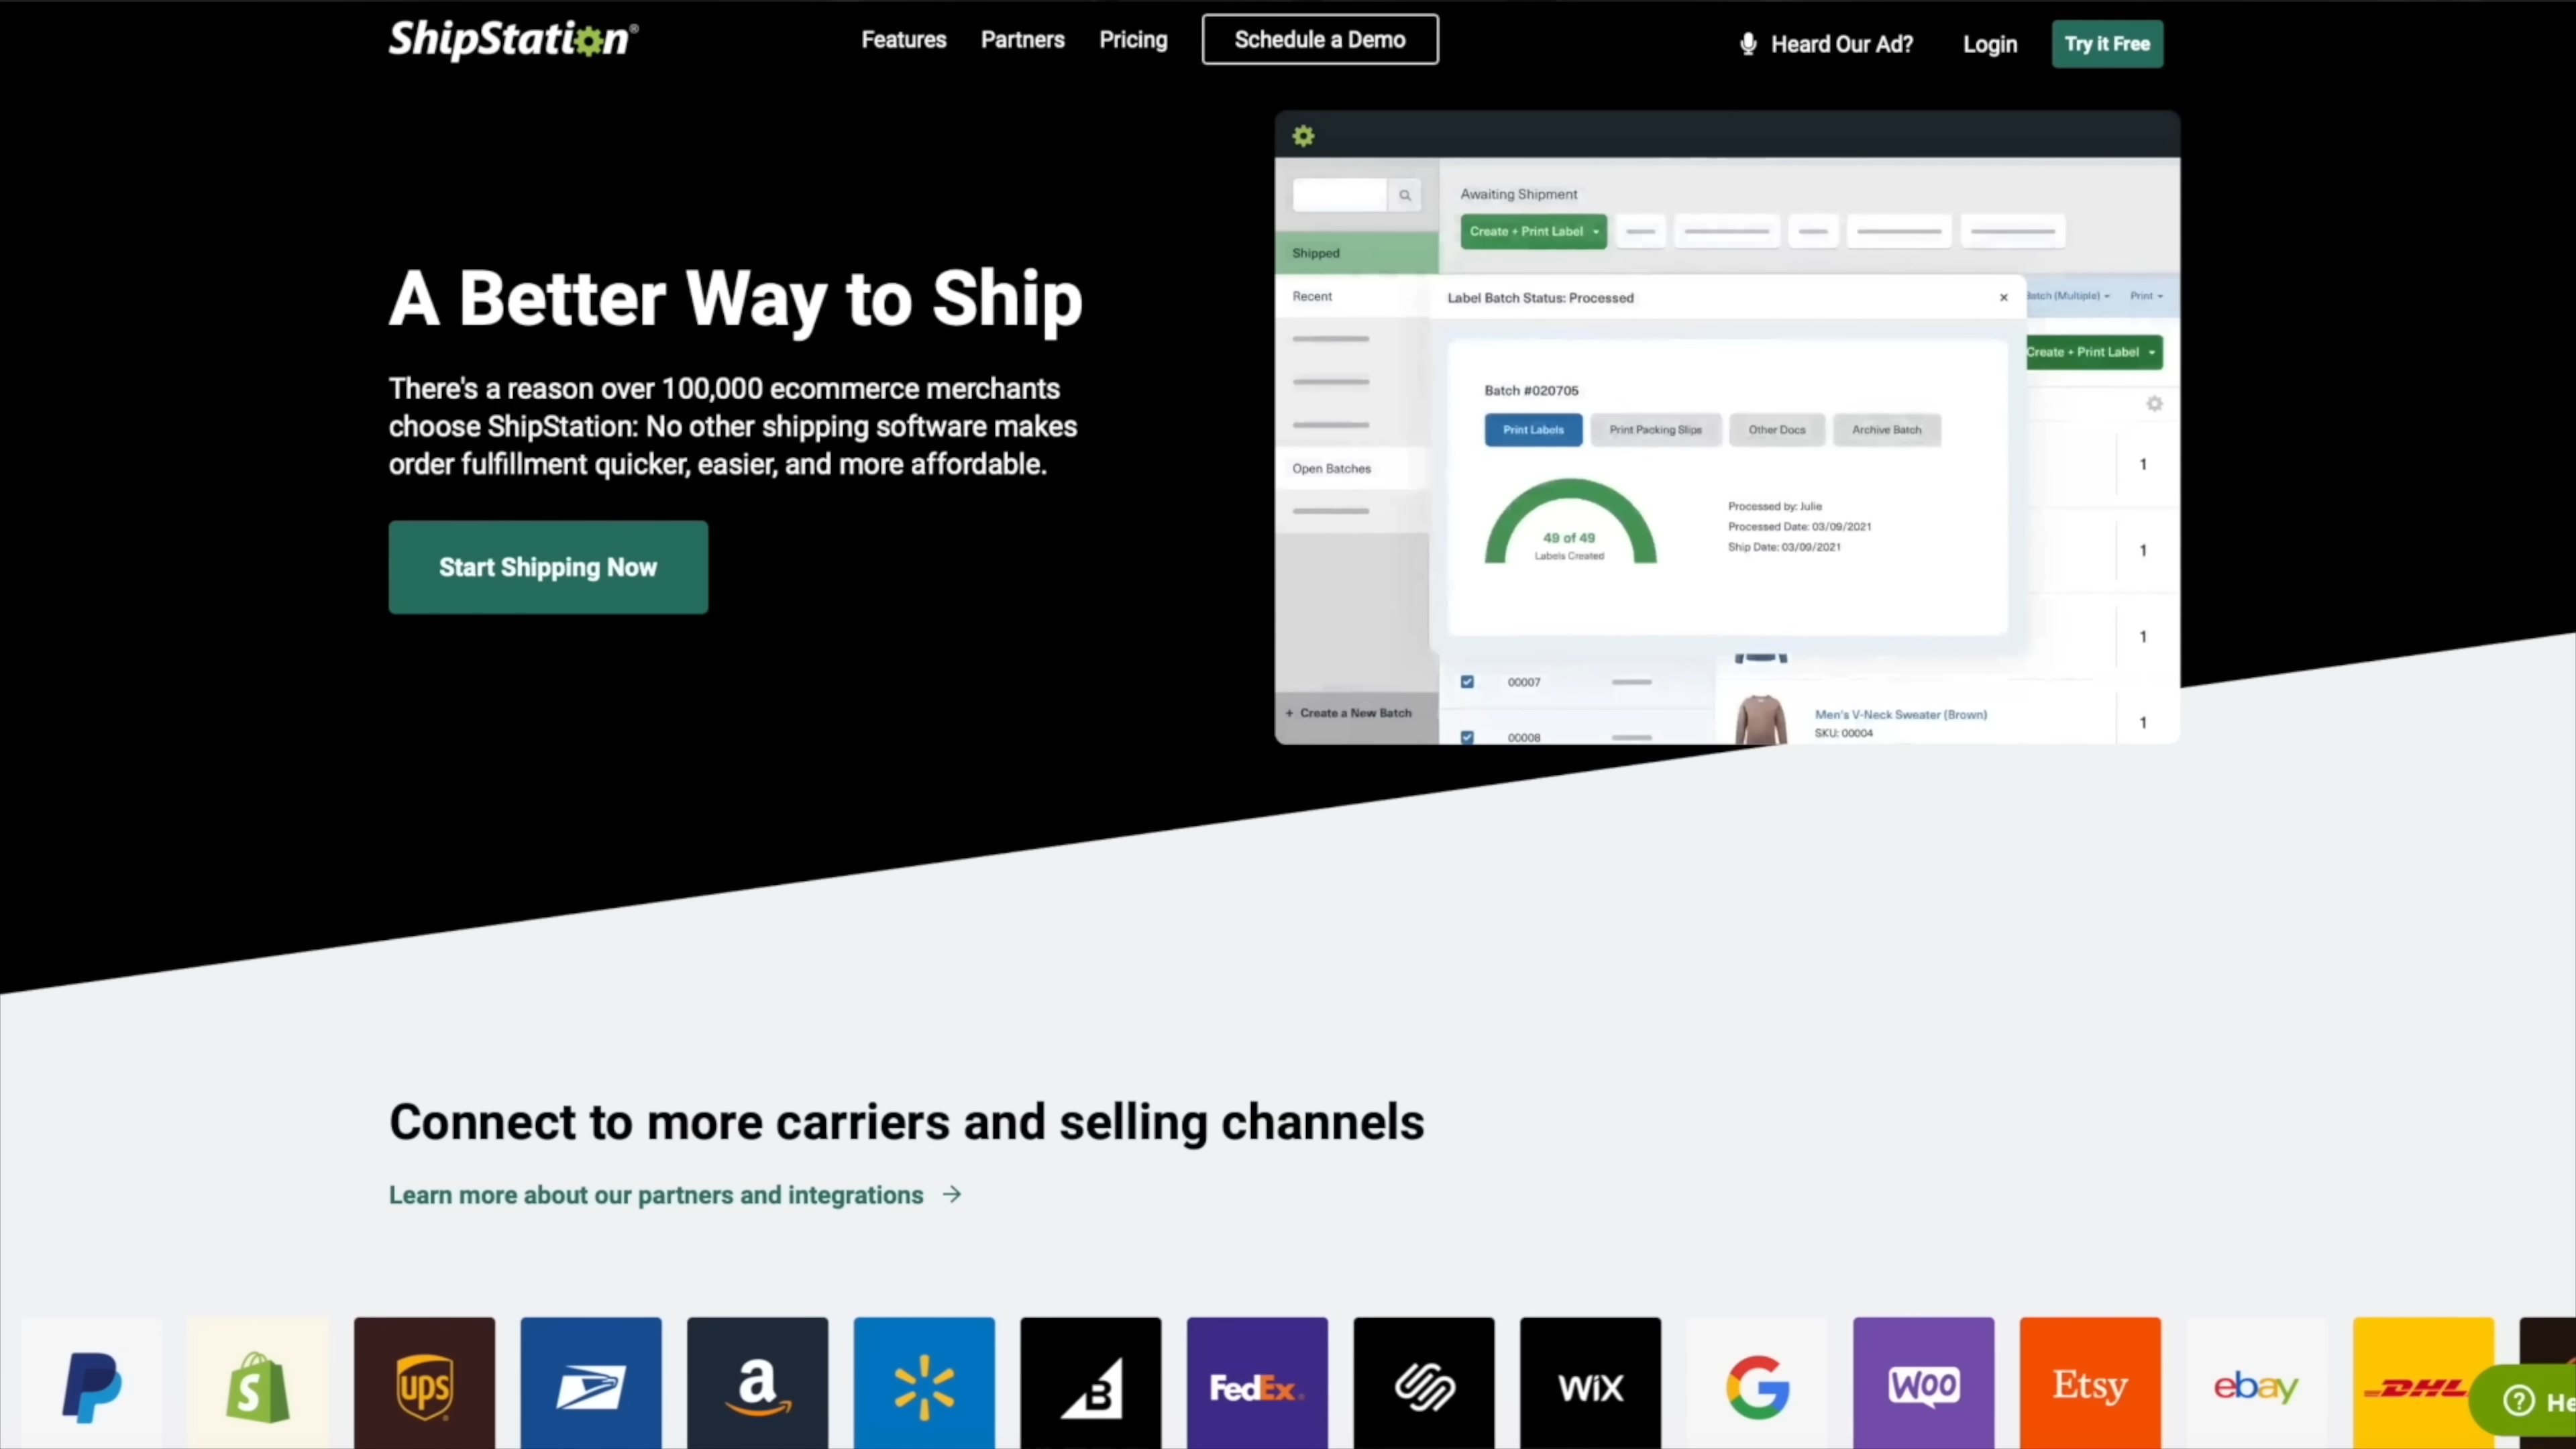 ShipStation®
Features
Partners
Pricing
Schedule a Demo
Heard Our Ad?
Login
Try it Free
A Better Way to Ship
There's a reason over 100,000 ecommerce merchants
choose ShipStation: No other shipping software makes
order fulfillment quicker, easier, and more affordable.
Start Shipping Now
Awaiting Shipment
Create + Print Label
Shipped
Recent
Open Batches
+ Create a New Batch
Label Batch Status: Processed
×
Batch (Multiple)
Print
Create + Print Label
Batch #020705
Print Labels
Print Packing Slips
Other Docs
Archive Batch
49 of 49
Labels Created
Processed by: Julie
Processed Date: 03/09/2021
Ship Date: 03/09/2021
1
1
1
00007
00008
Men's V-Neck Sweater (Brown)
SKU: 00004
1
Connect to more carriers and selling channels
Learn more about our partners and integrations →
ups
a
B
FedEx
WiX
G
WOO
Etsy
ebay
DHL
? He